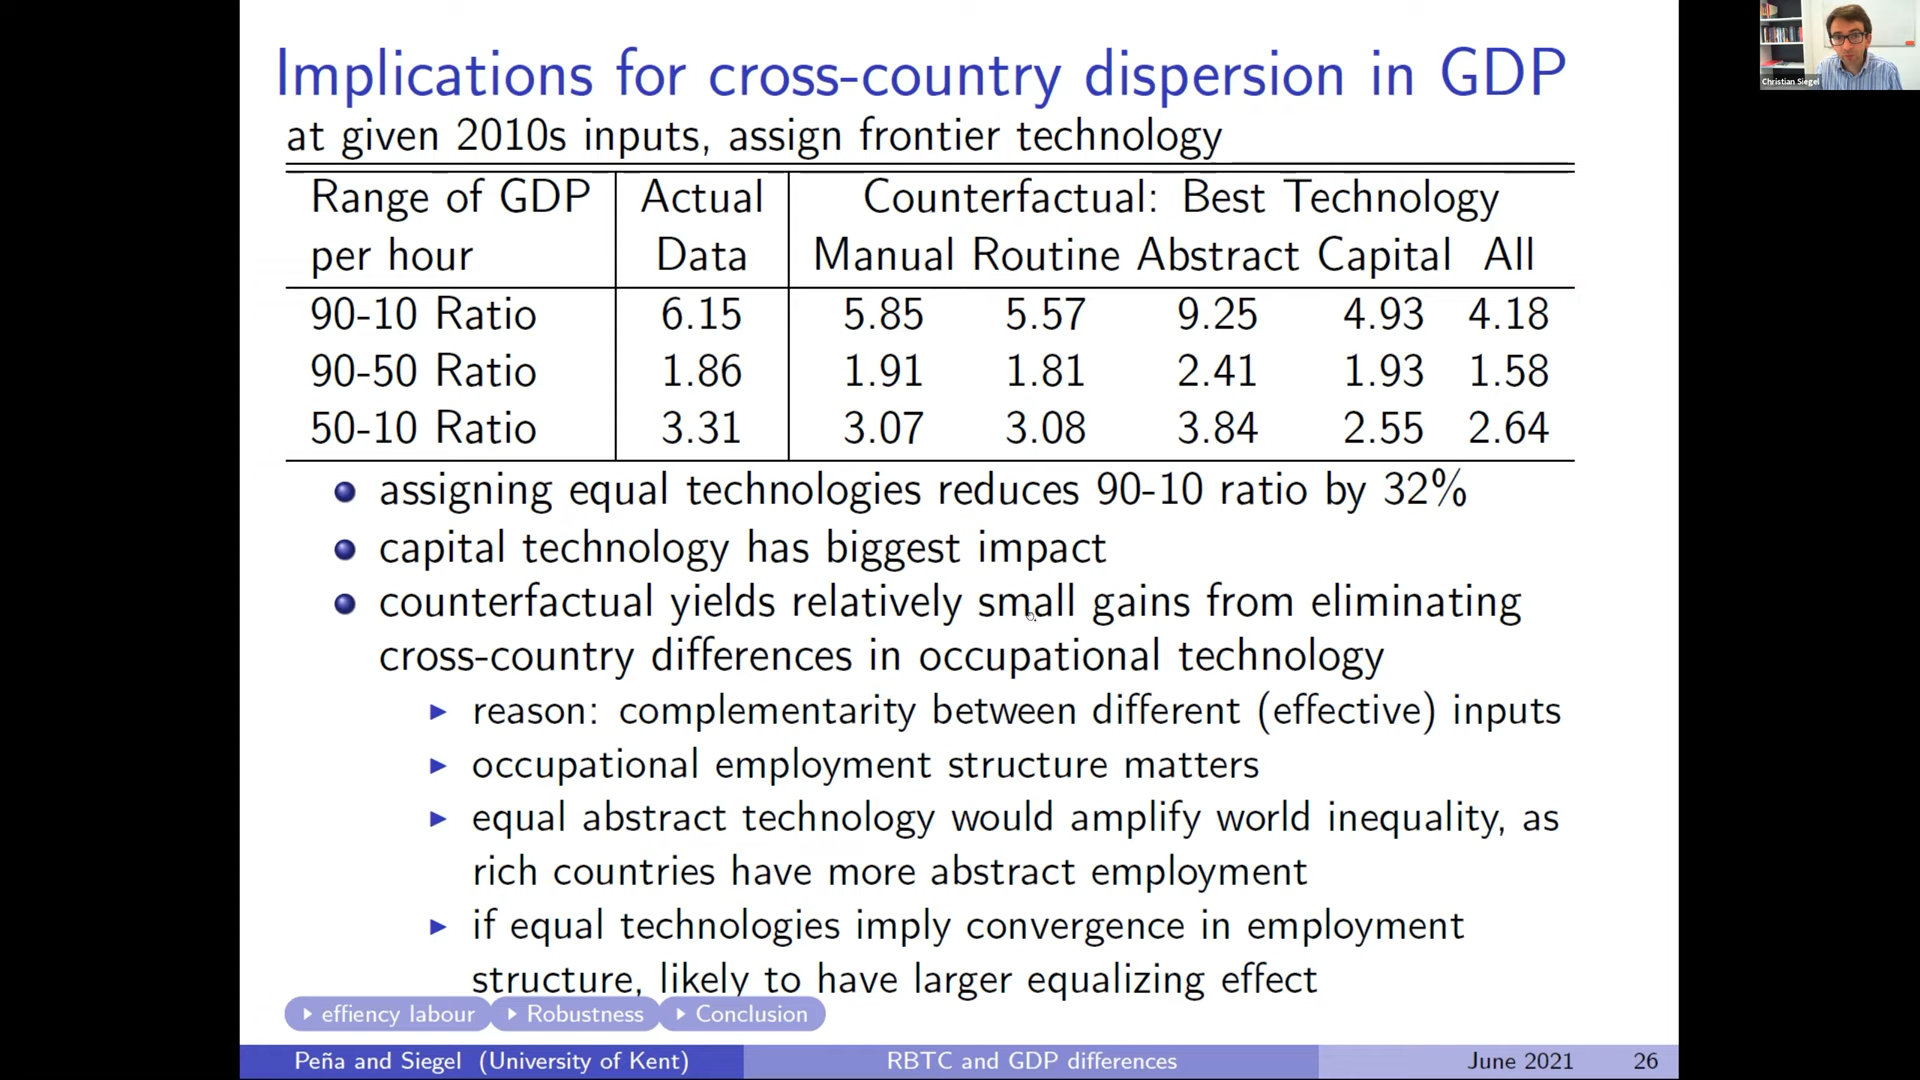 Implications for cross-country dispersion in GDP
at given 2010s inputs, assign frontier technology
Range of GDP Actual Counterfactual: Best Technology
per hour Data Manual Routine Abstract Capital All
90-10 Ratio 6.15 5.85 5.57 9.25 4.93 4.18
90-50 Ratio 1.86 1.91 1.81 2.41 1.93 1.58
50-10 Ratio 3.31 3.07 3.08 3.84 2.55 2.64
assigning equal technologies reduces 90-10 ratio by 32%
capital technology has biggest impact
counterfactual yields relatively small gains from eliminating
cross-country differences in occupational technology
reason: complementarity between different (effective) inputs
occupational employment structure matters
equal abstract technology would amplify world inequality, as
rich countries have more abstract employment
if equal technologies imply convergence in employment
structure, likely to have larger equalizing effect
effiency labour Robustness Conclusion
Peña and Siegel (University of Kent) RBTC and GDP differences June 2021 26
Christian Siegel